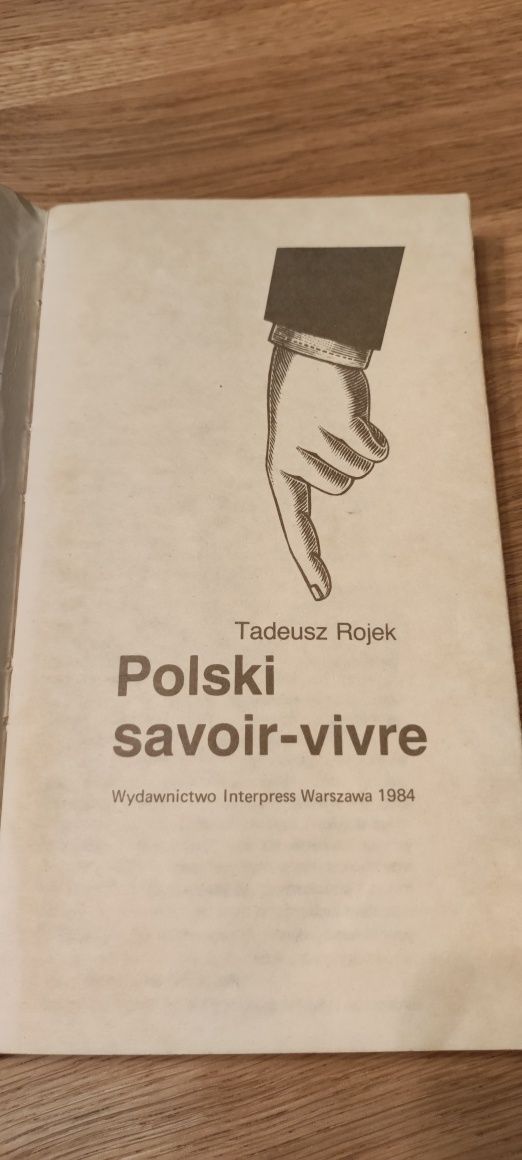 Tadeusz Rojek
Polski
savoir-vivre
Wydawnictwo Interpress Warszawa 1984